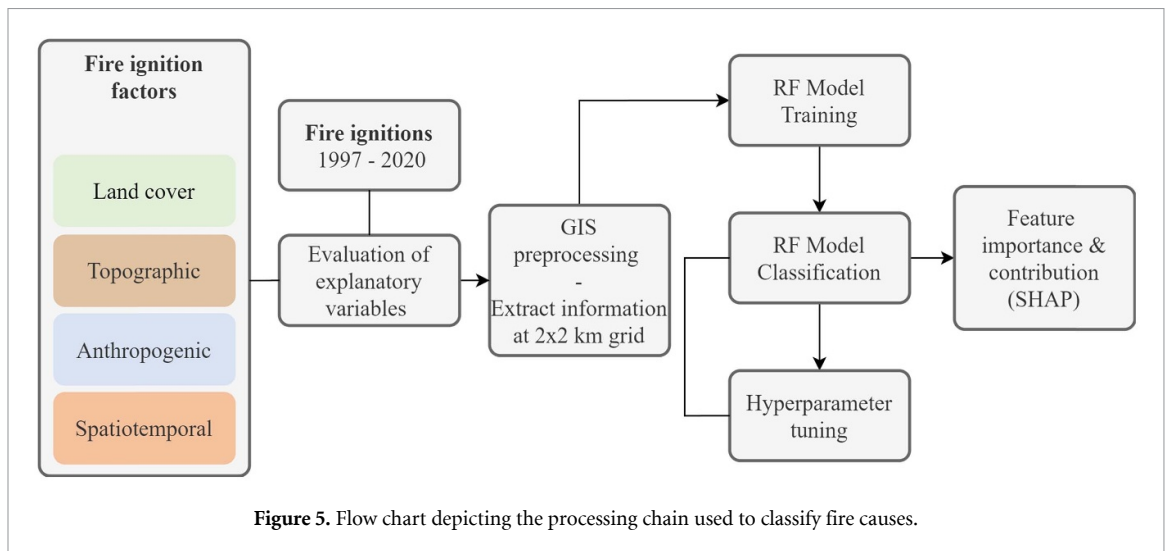 Fire ignition
factors
Land cover
Topographic
Anthropogenic
Spatiotemporal
Fire ignitions
1997 - 2020
Evaluation of
explanatory
variables
GIS
preprocessing
-
Extract information
at 2x2 km grid
RF Model
Training
RF Model
Classification
Hyperparameter
tuning
Feature
importance &
contribution
(SHAP)
Figure 5. Flow chart depicting the processing chain used to classify fire causes.